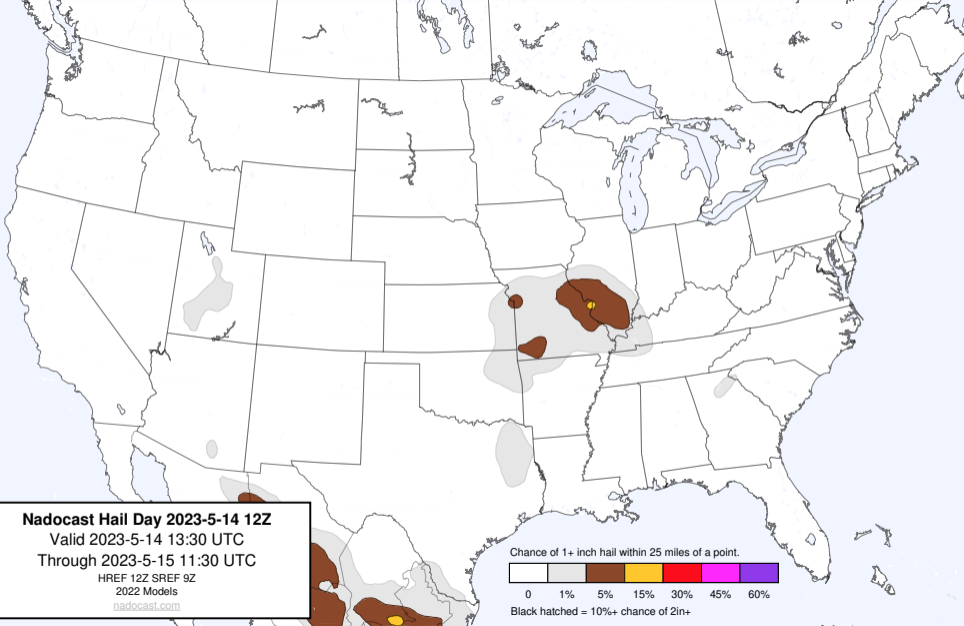 Nadocast Hail Day 2023-5-14 12Z
Valid 2023-5-14 13:30 UTC
Through 2023-5-15 11:30 UTC
HREF 12Z SREF 9Z
2022 Models
nadocast.com
Chance of 1+ inch hail within 25 miles of a point.
0 1% 5% 15% 30% 45% 60%
Black hatched = 10%+ chance of 2in+